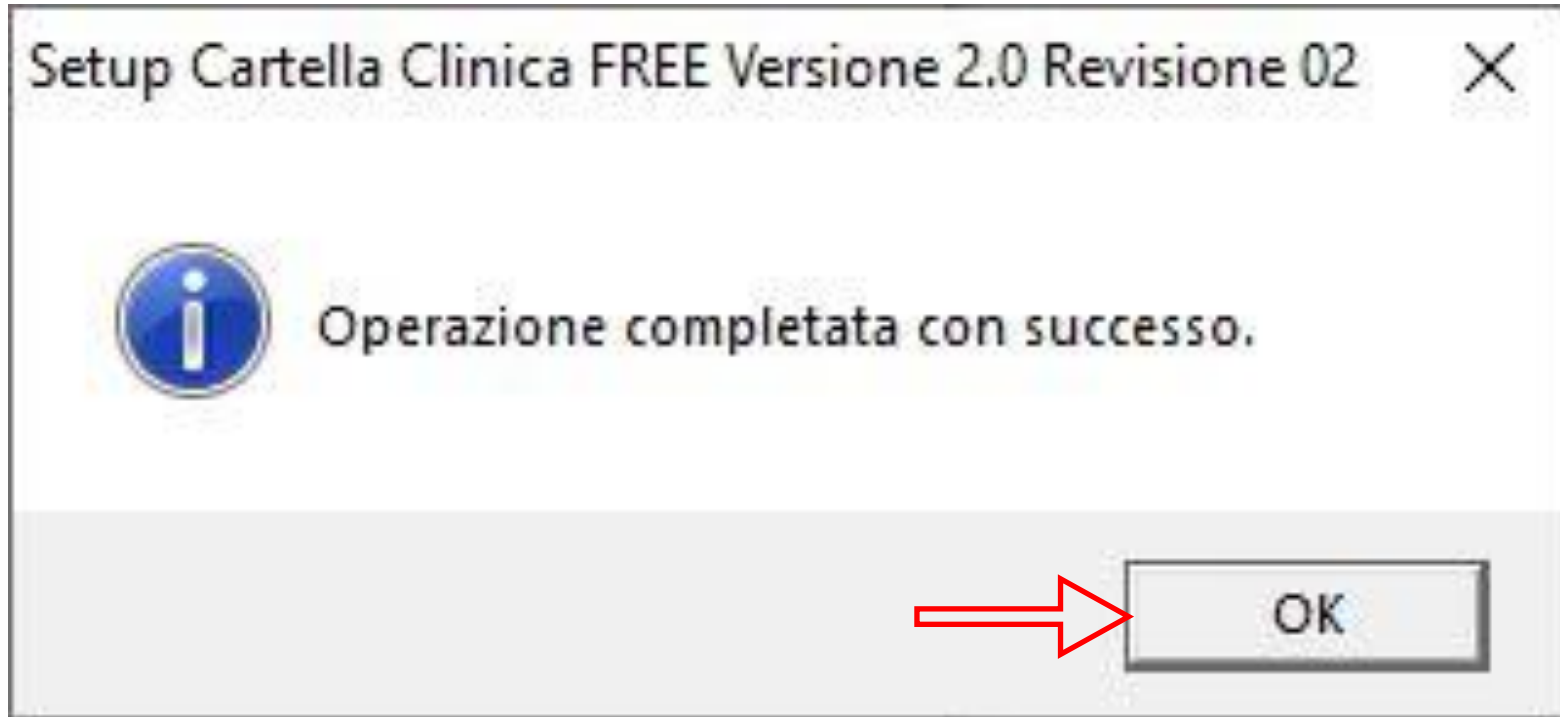 Setup Cartella Clinica FREE Versione 2.0 Revisione 02
Operazione completata con successo.
OK